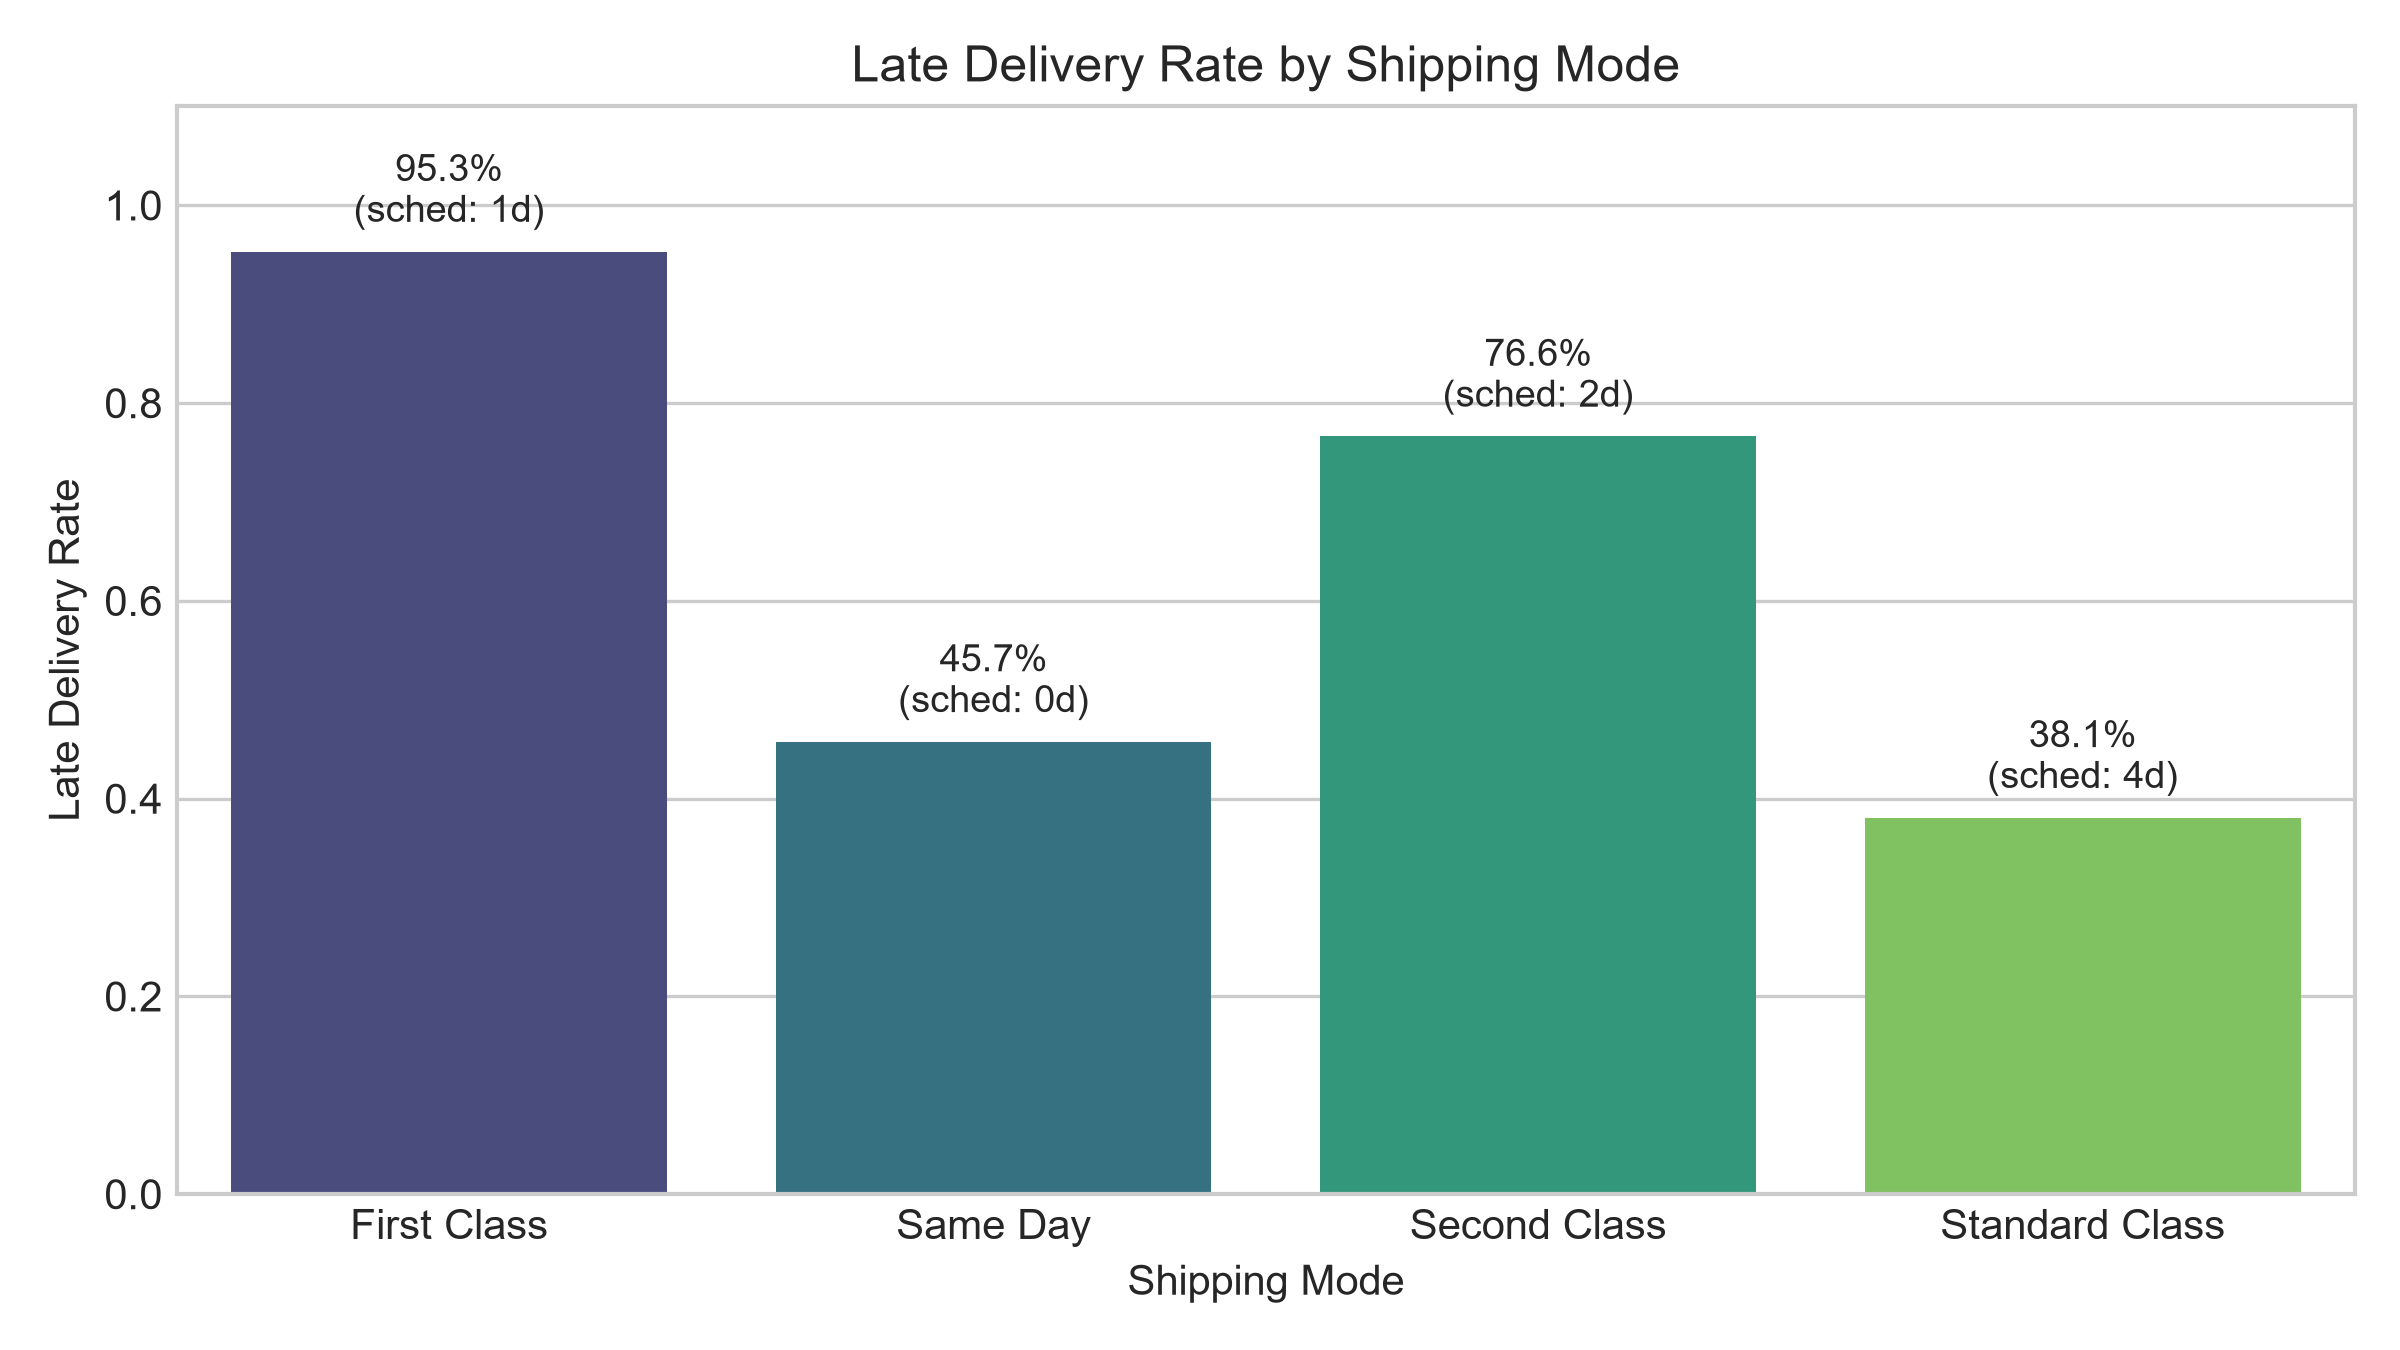 Late Delivery Rate by Shipping Mode
95.3%
(sched: 1d)
45.7%
(sched: 0d)
76.6%
(sched: 2d)
38.1%
(sched: 4d)
Late Delivery Rate
1.0
0.8
0.6
0.4
0.2
0.0
First Class
Same Day
Second Class
Standard Class
Shipping Mode